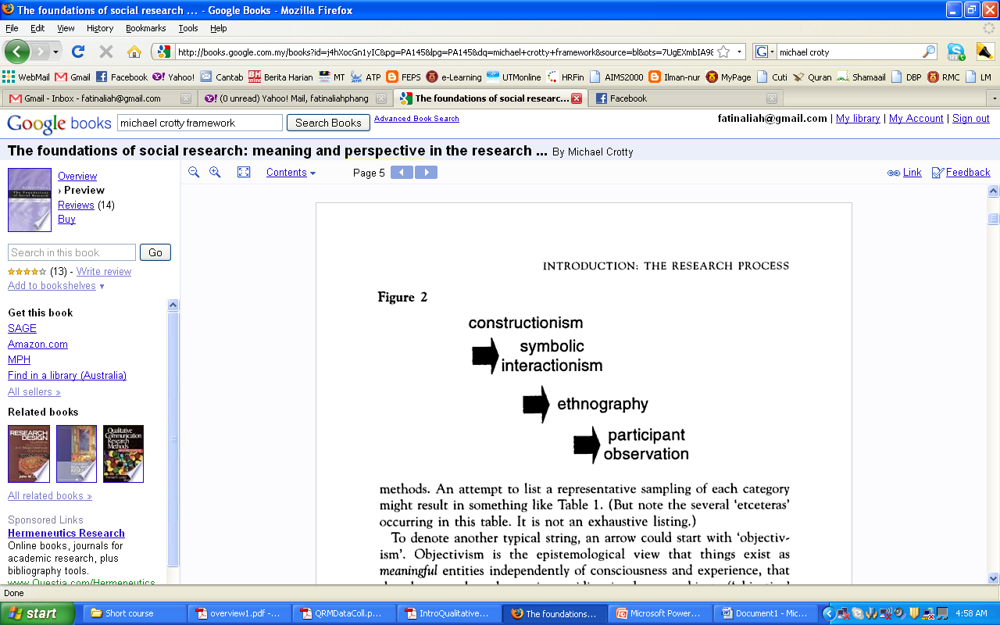 The foundations of social research ... - Google Books - Mozilla Firefox
File Edit View History Bookmarks Tools Help
http://books.google.com.my/books?id=j4hXocGn1yIC&pg=PA145&lpg=PA145&dq=michael+crotty+framework&source=bl&ots=7UgEXmbIA9&
michael croty
WebMail Gmail Facebook Yahoo! Cantab Berita Harian MT ATP FEPS e-Learning UTMonline HRFin AIMS2000 Ilman-nur MyPage Cuti Quran Shamaail DBP RMC LM
Gmail - Inbox - fatinaliah@gmail.com
(0 unread) Yahoo! Mail, fatinaliahphang
The foundations of social researc...
Facebook
Google books michael crotty framework Search Books Advanced Book Search
fatinaliah@gmail.com | My library | My Account | Sign out
The foundations of social research: meaning and perspective in the research ... By Michael Crotty
Overview
› Preview
Reviews (14)
Buy
Search in this book Go
(13) - Write review
Add to bookshelves ▼
Get this book
SAGE
Amazon.com
MPH
Find in a library (Australia)
All sellers »
Related books
RESEARCH DESIGN
Qualitative Communication Research Methods
All related books »
Sponsored Links
Hermeneutics Research
Online books, journals for
academic research, plus
bibliography tools.
www.Questia.com/Hermeneutics
Contents Page 5 Link Feedback
INTRODUCTION: THE RESEARCH PROCESS
Figure 2
constructionism
symbolic
interactionism
ethnography
participant
observation
methods. An attempt to list a representative sampling of each category
might result in something like Table 1. (But note the several ‘etceteras’
occurring in this table. It is not an exhaustive listing.)
To denote another typical string, an arrow could start with ‘objectiv-
ism’. Objectivism is the epistemological view that things exist as
meaningful entities independently of consciousness and experience, that
Done
start Short course overview1.pdf -... QRMDataColl.p... IntroQualitative... The foundations... Microsoft Power... Document1 - Mic... 4:58 AM